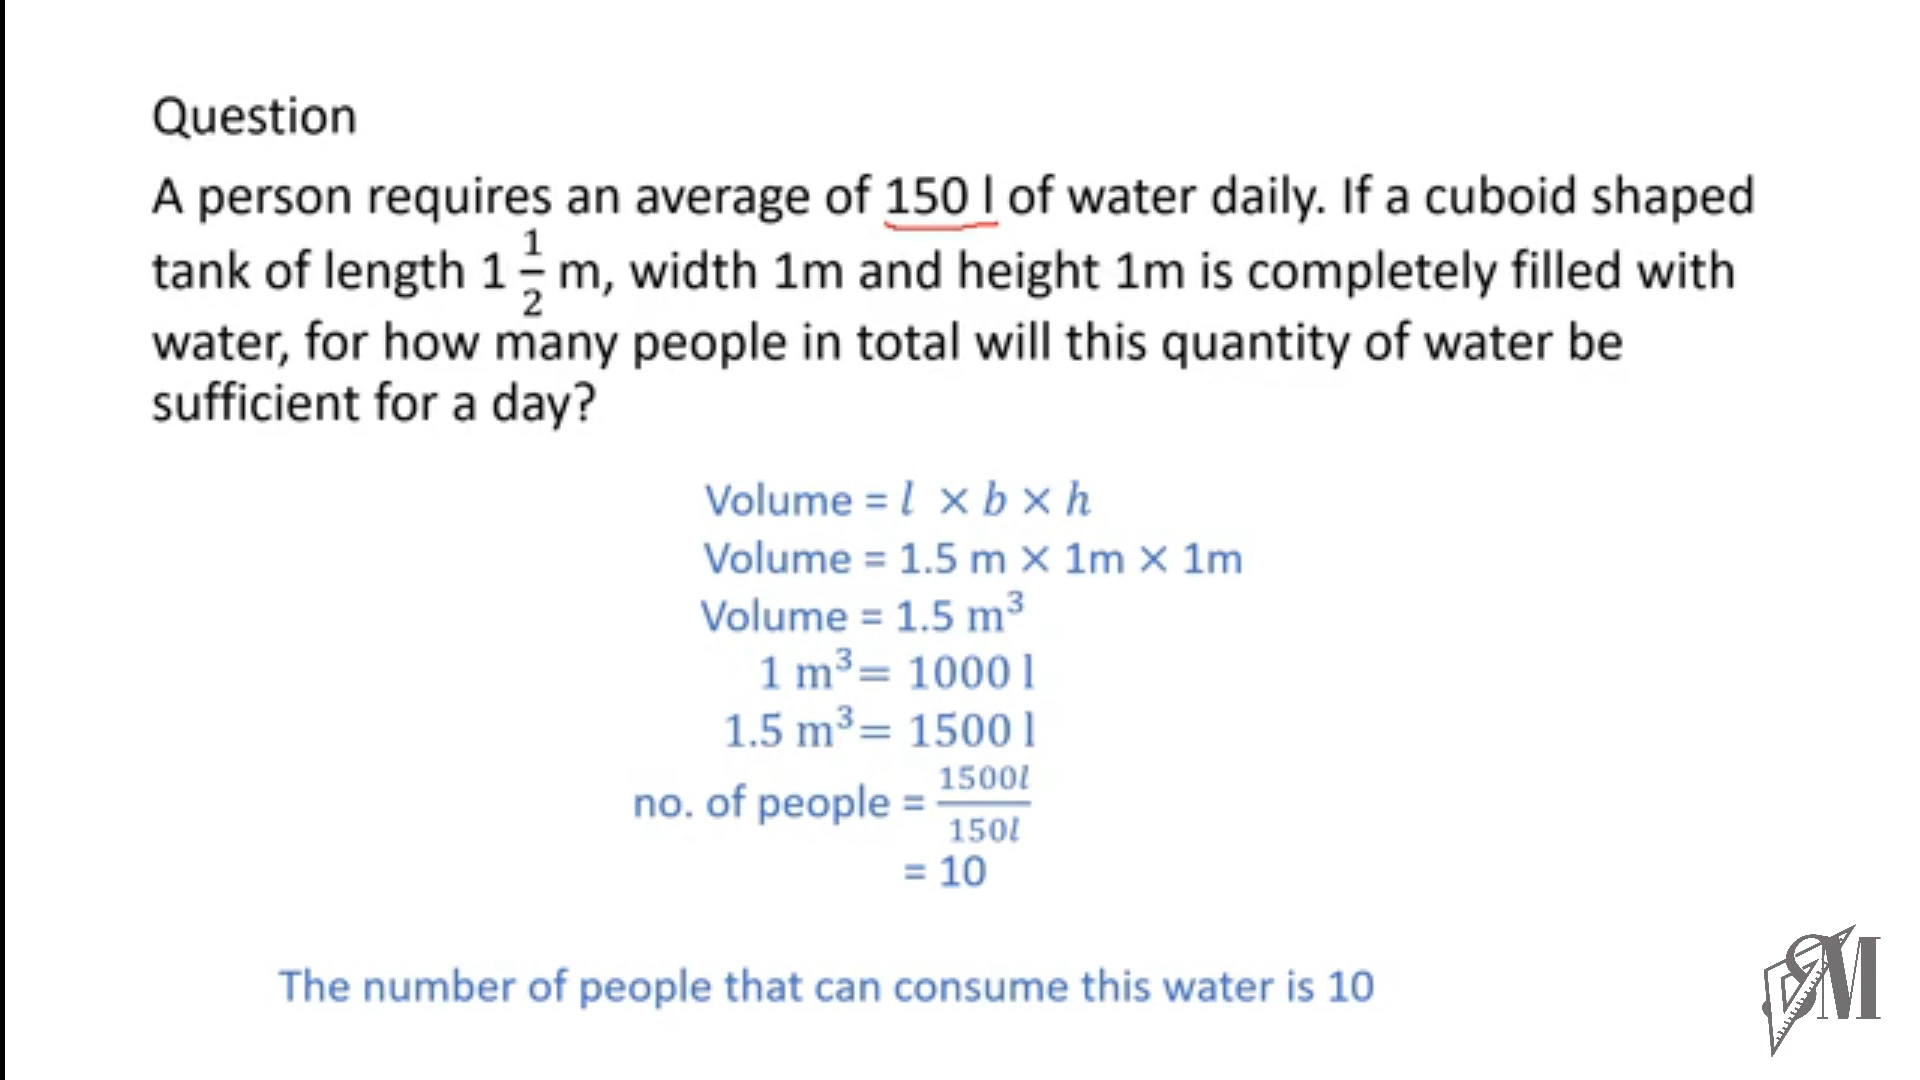 Question
A person requires an average of 150 l of water daily. If a cuboid shaped
tank of length 1 1/2 m, width 1m and height 1m is completely filled with
water, for how many people in total will this quantity of water be
sufficient for a day?
Volume = l × b × h
Volume = 1.5 m × 1m × 1m
Volume = 1.5 m³
1 m³= 1000 l
1.5 m³= 1500 l
no. of people = 1500l/150l
= 10
The number of people that can consume this water is 10
SM